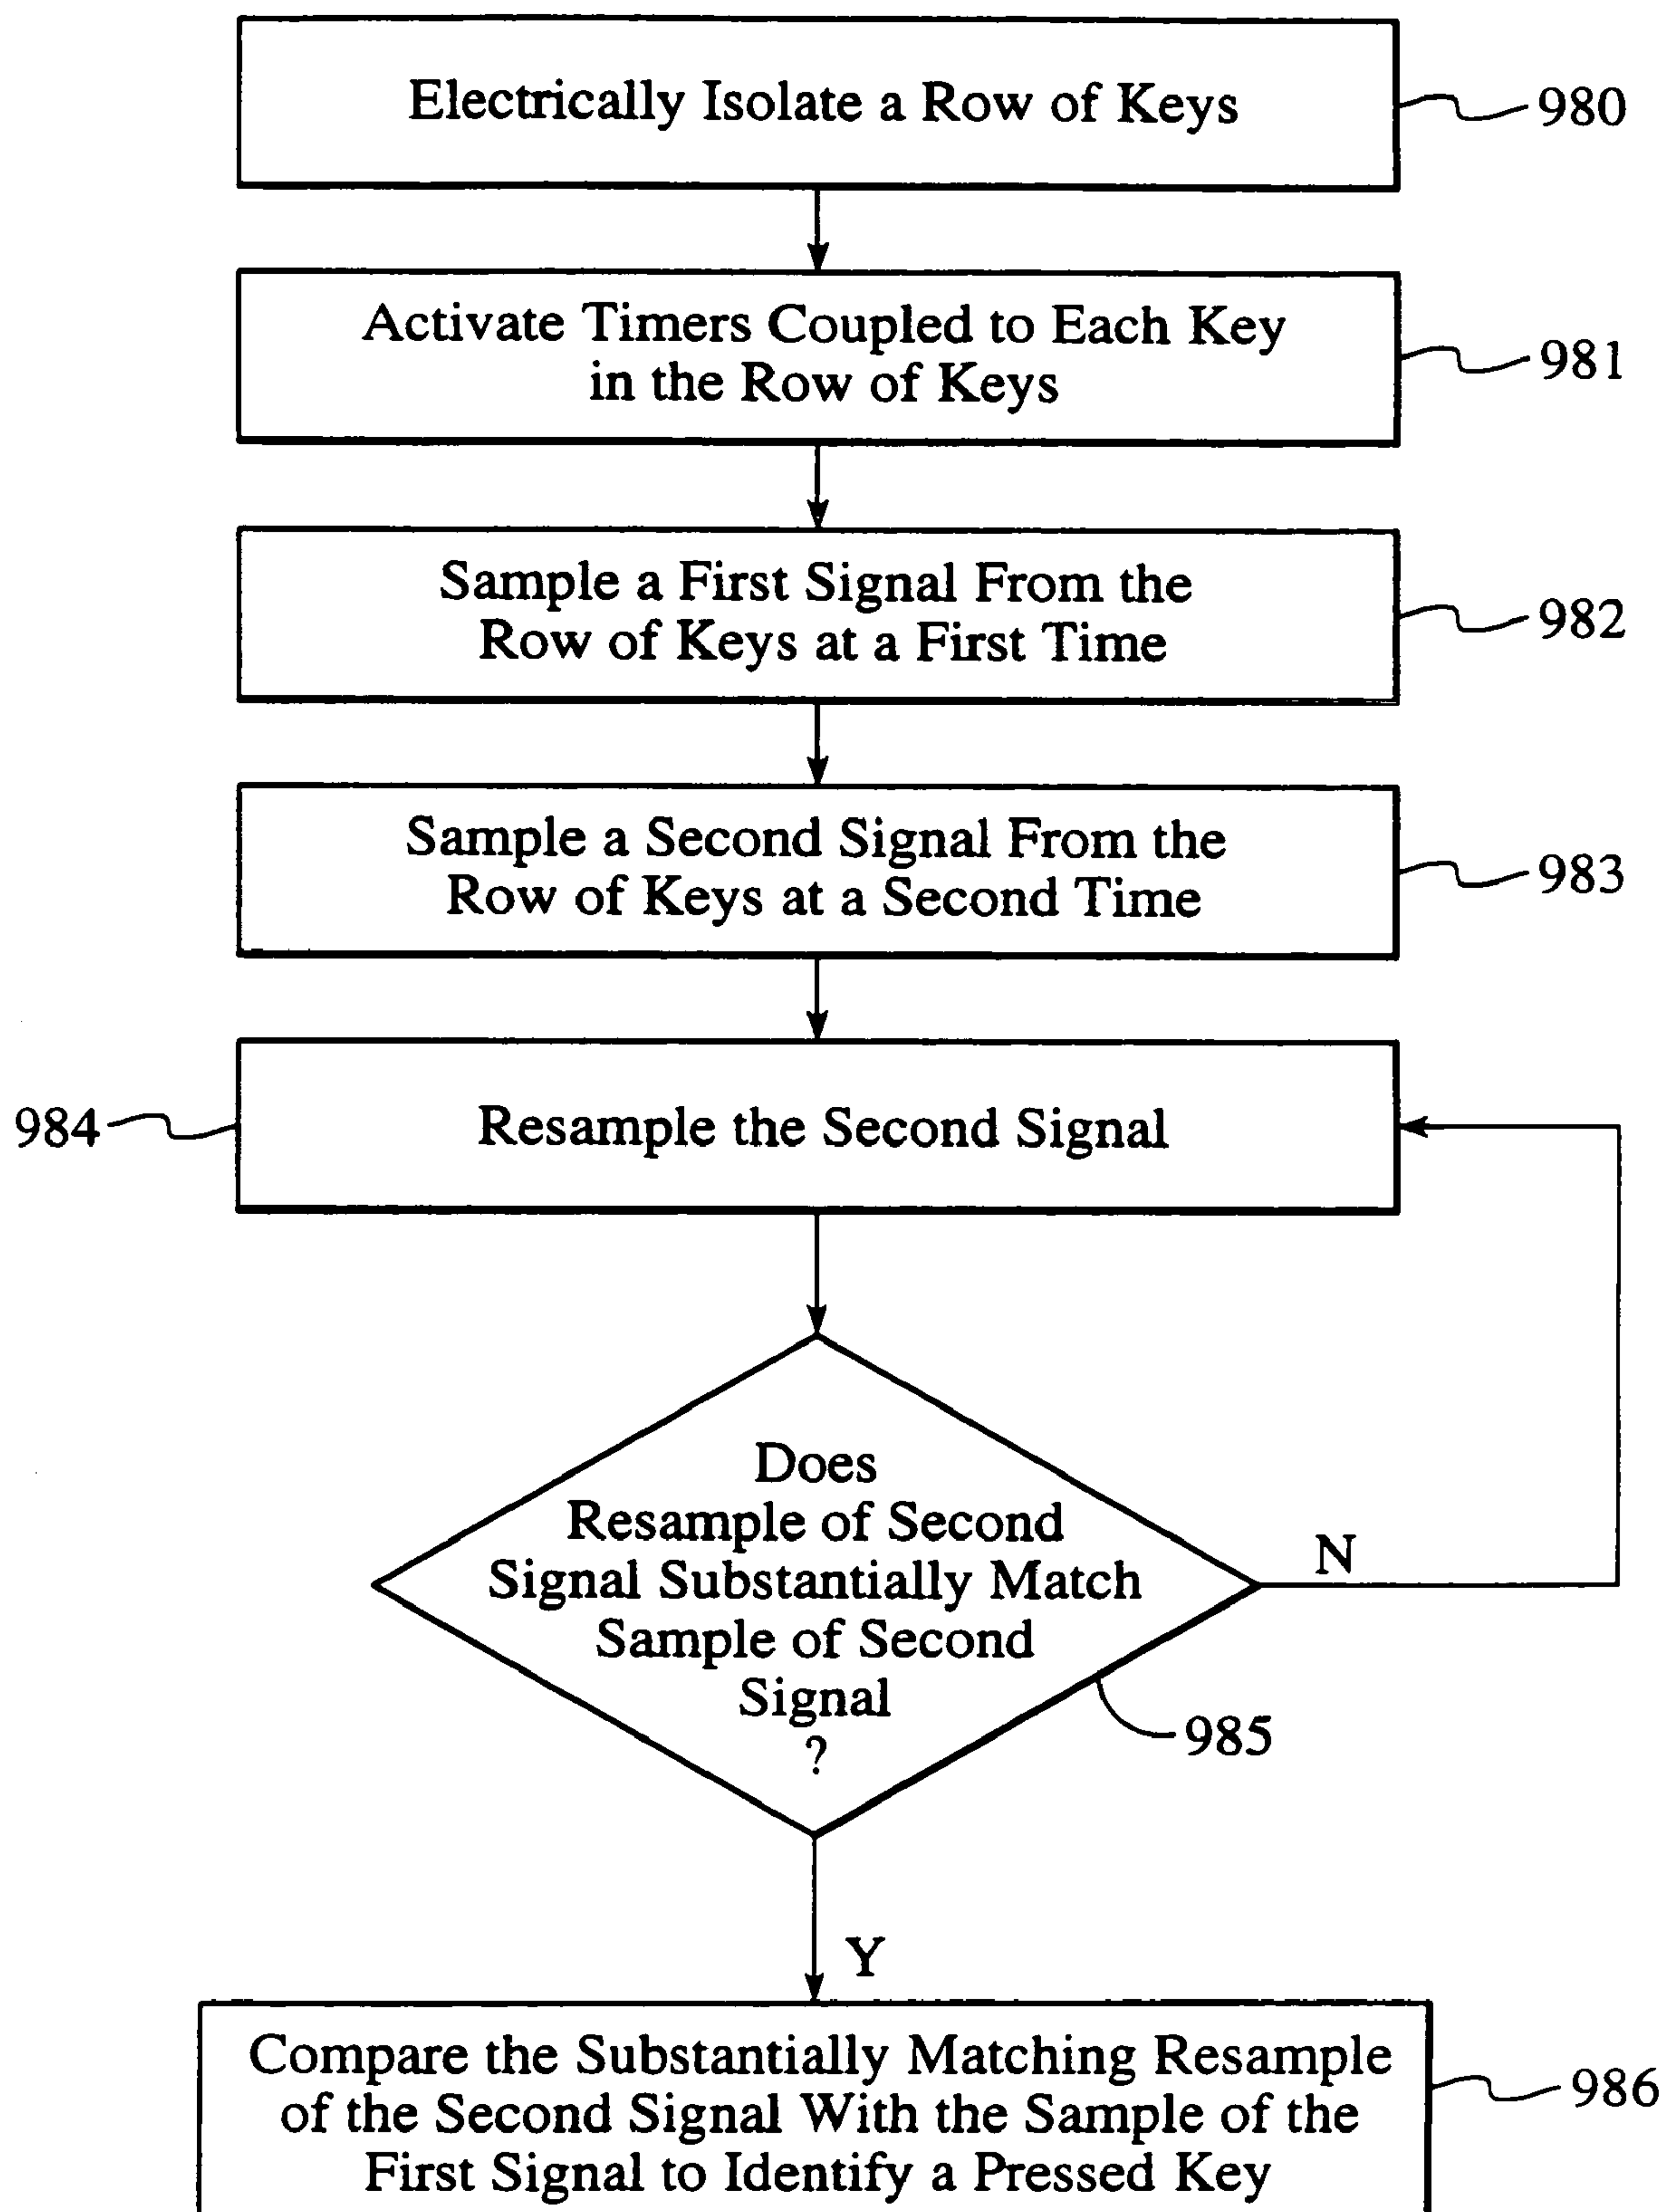 Electrically Isolate a Row of Keys
980
Activate Timers Coupled to Each Key
in the Row of Keys
981
Sample a First Signal From the
Row of Keys at a First Time
982
Sample a Second Signal From the
Row of Keys at a Second Time
983
984
Resample the Second Signal
Does
Resample of Second
Signal Substantially Match
Sample of Second
Signal
?
N
985
Y
Compare the Substantially Matching Resample
of the Second Signal With the Sample of the
First Signal to Identify a Pressed Key
986